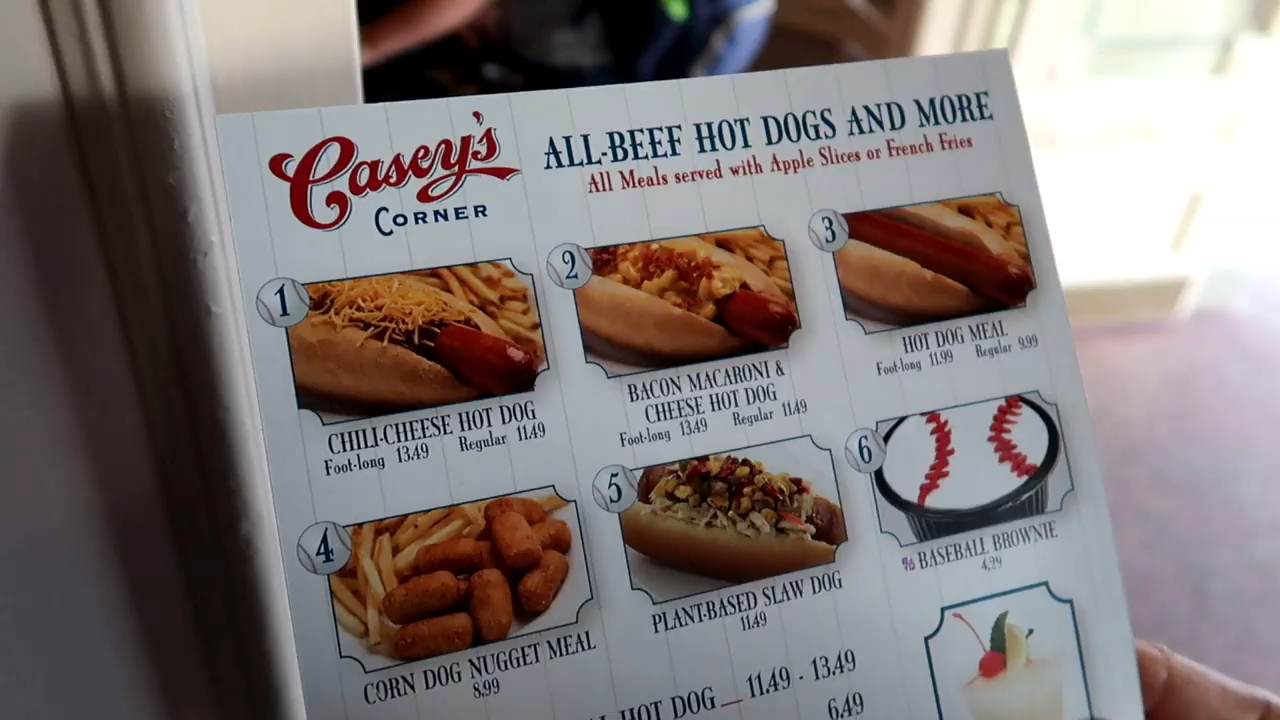 Casey's
CORNER
ALL-BEEF HOT DOGS AND MORE
All Meals served with Apple Slices or French Fries
1
CHILI-CHEESE HOT DOG
Foot-long 13.49 Regular 11.49
2
BACON MACARONI &
CHEESE HOT DOG
Foot-long 13.49 Regular 11.49
3
HOT DOG MEAL
Foot-long 11.99 Regular 9.99
4
CORN DOG NUGGET MEAL
8.99
5
PLANT-BASED SLAW DOG
11.49
6
BASEBALL BROWNIE
4.29
HOT DOG 11.49 - 13.49
6.49